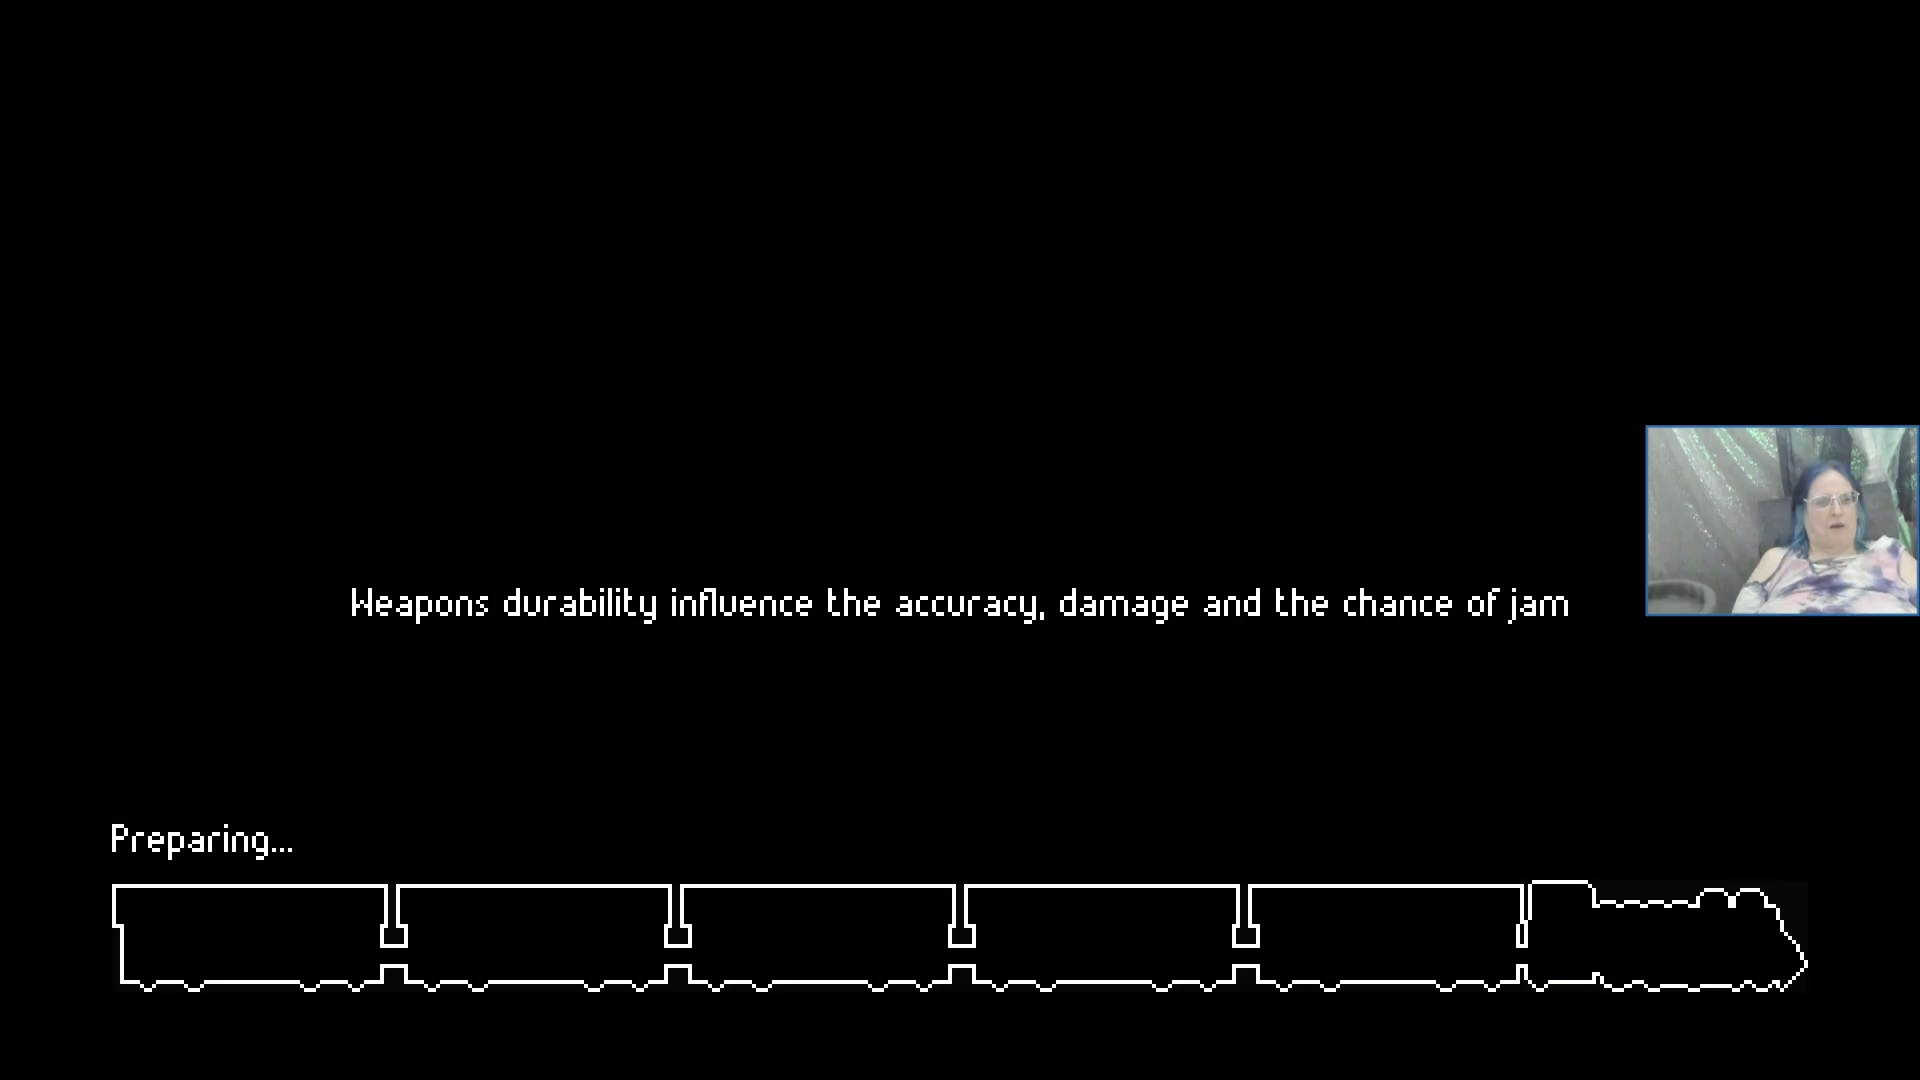 Weapons durability influence the accuracy, damage and the chance of jam
Preparing...